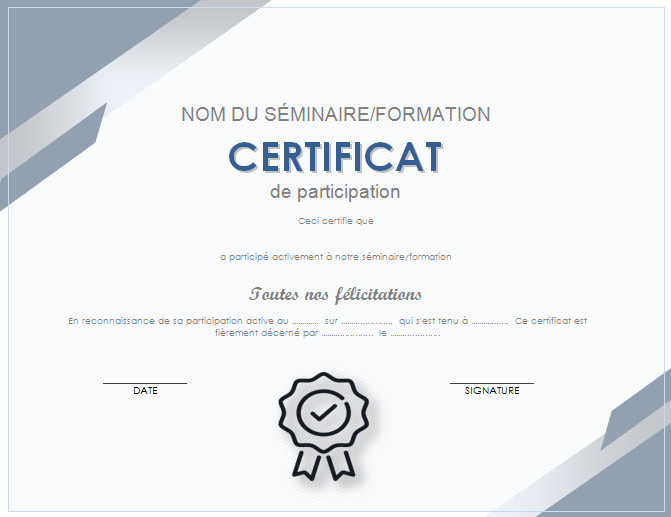 NOM DU SÉMINAIRE/FORMATION
CERTIFICAT
de participation
Ceci certifie que
a participé activement à notre séminaire/formation
Toutes nos félicitations
En reconnaissance de sa participation active au ............ sur ......................, qui s'est tenu à ................ Ce certificat est
fièrement décerné par ...................... le ......................
DATE
SIGNATURE